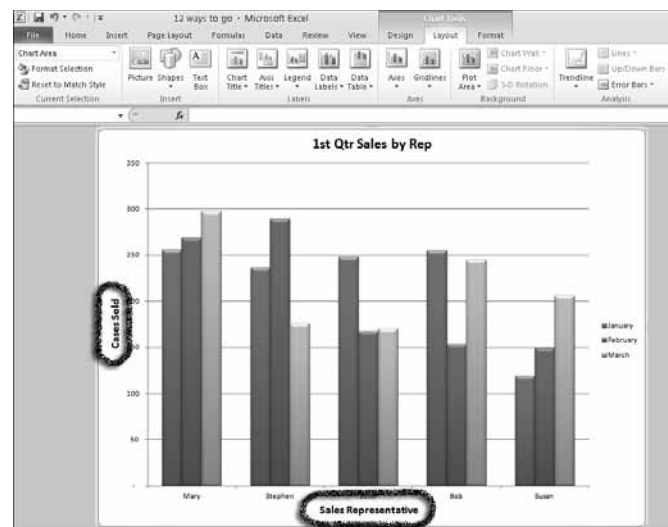 12 ways to go - Microsoft Excel
Chart Tools
File Home Insert Page Layout Formulas Data Review View Design Layout Format
Chart Area
Format Selection
Reset to Match Style
Current Selection
Picture Shapes Text Box
Insert
Chart Title Axis Titles Legend Data Labels Data Table
Labels
Axes Gridlines
Axes
Plot Area
Chart Wall
Chart Floor
3-D Rotation
Background
Trendline
Lines
Up/Down Bars
Error Bars
Analysis
fx
1st Qtr Sales by Rep
350
300
250
200
150
100
50
-
Cases Sold
January
February
March
Mary Stephen Bob Susan
Sales Representative